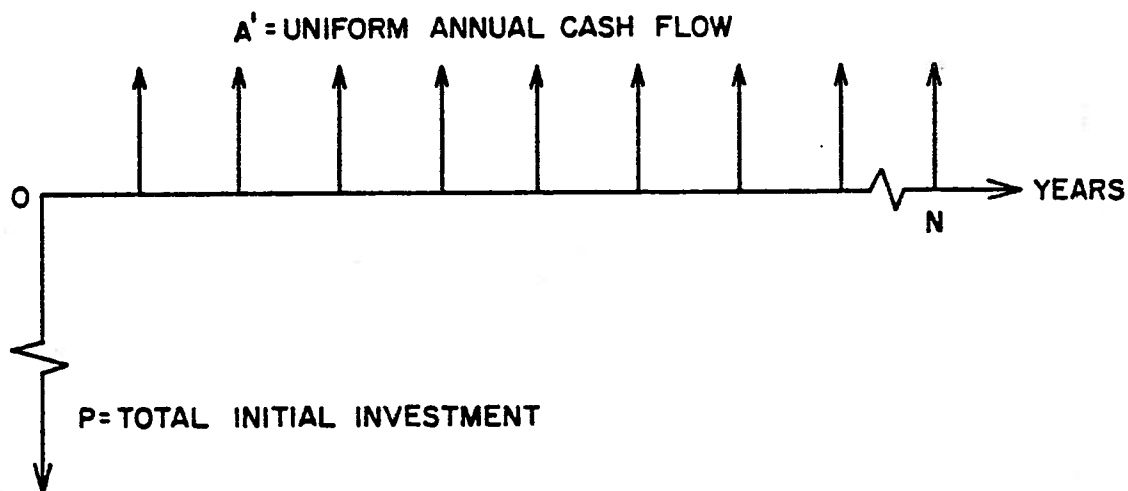 A' = UNIFORM ANNUAL CASH FLOW
O
YEARS
N
P = TOTAL INITIAL INVESTMENT